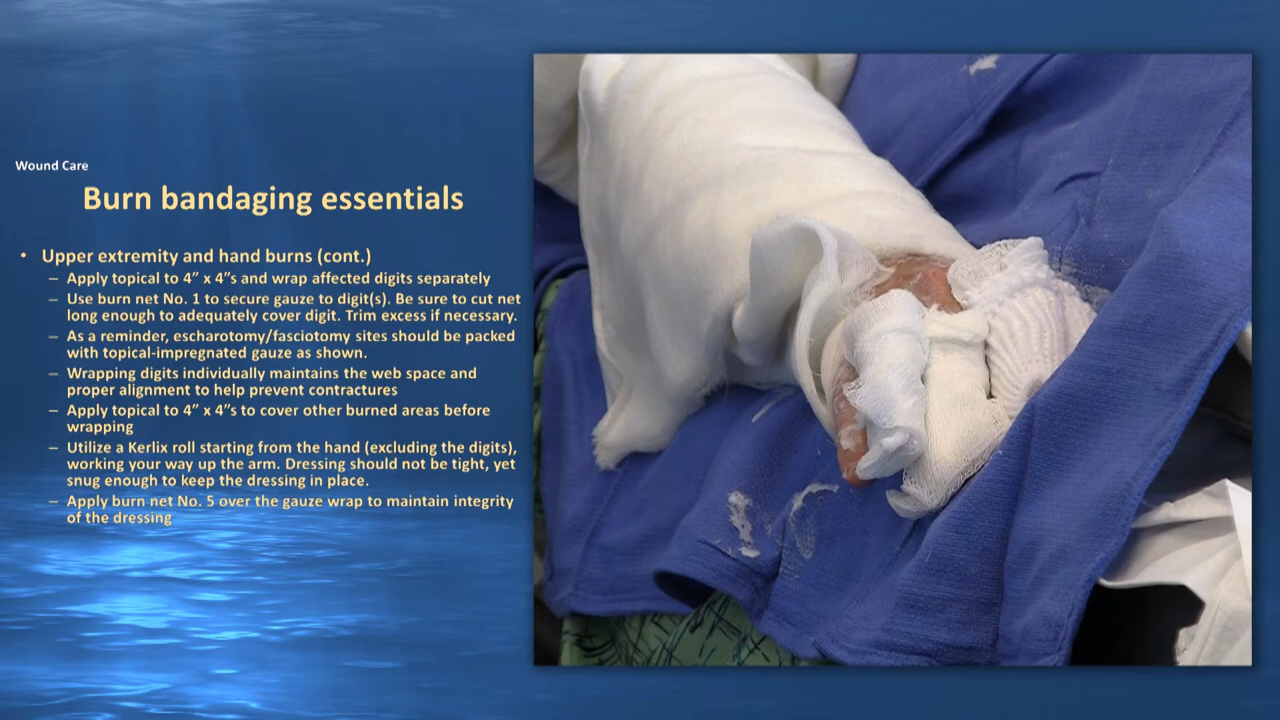 Wound Care
Burn bandaging essentials
• Upper extremity and hand burns (cont.)
– Apply topical to 4” x 4”s and wrap affected digits separately
– Use burn net No. 1 to secure gauze to digit(s). Be sure to cut net
long enough to adequately cover digit. Trim excess if necessary.
– As a reminder, escharotomy/fasciotomy sites should be packed
with topical-impregnated gauze as shown.
– Wrapping digits individually maintains the web space and
proper alignment to help prevent contractures
– Apply topical to 4” x 4”s to cover other burned areas before
wrapping
– Utilize a Kerlix roll starting from the hand (excluding the digits),
working your way up the arm. Dressing should not be tight, yet
snug enough to keep the dressing in place.
– Apply burn net No. 5 over the gauze wrap to maintain integrity
of the dressing